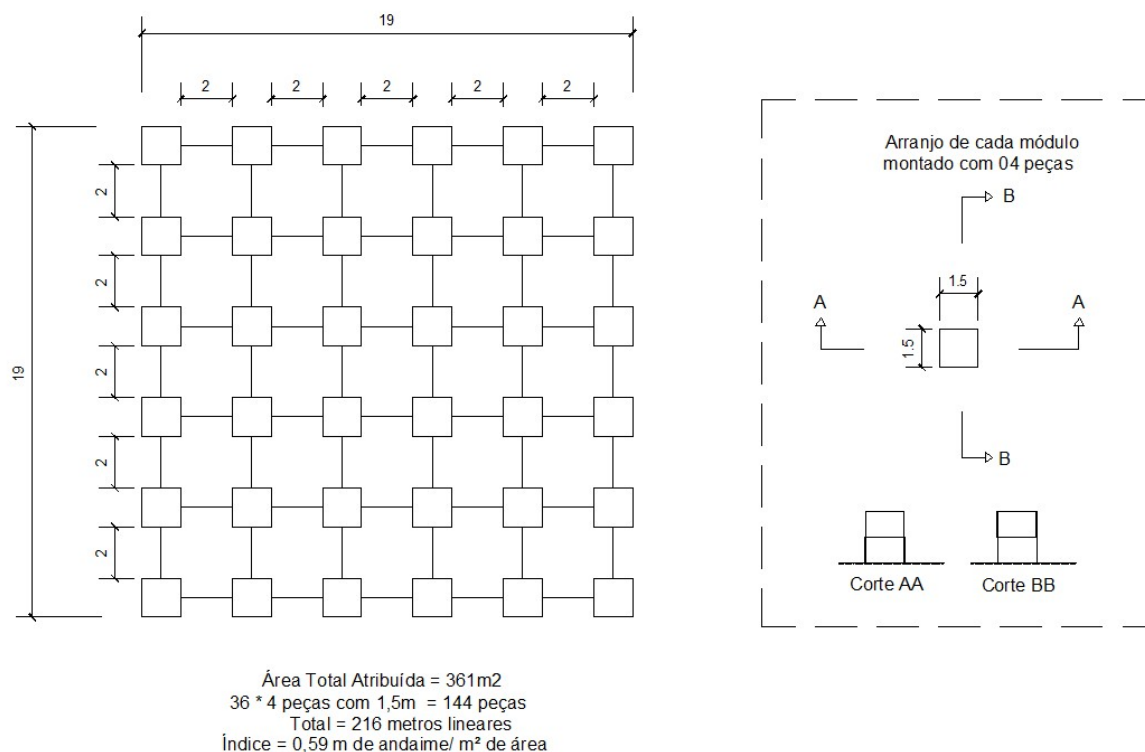 19
2 2 2 2 2
2
2
2
2
2
19
Arranjo de cada módulo
montado com 04 peças
B
1.5
A A
1.5
B
Corte AA Corte BB
Área Total Atribuída = 361m2
36 * 4 peças com 1,5m = 144 peças
Total = 216 metros lineares
Índice = 0,59 m de andaime/ m² de área